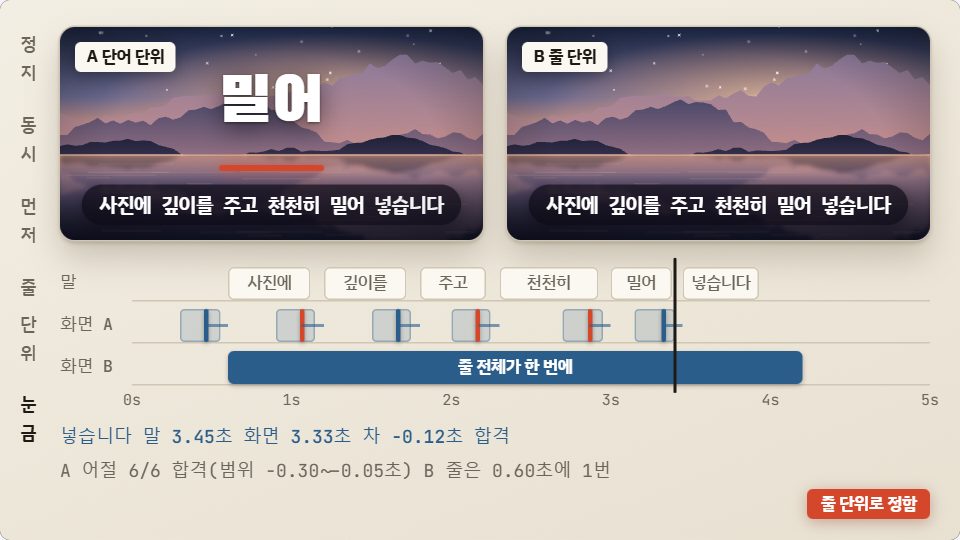 정지
동시
먼저
줄
단위
눈금
A 단어 단위
밀어
사진에 깊이를 주고 천천히 밀어 넣습니다
B 줄 단위
사진에 깊이를 주고 천천히 밀어 넣습니다
말 사진에 깊이를 주고 천천히 밀어 넣습니다
화면 A
화면 B 줄 전체가 한 번에
0s 1s 2s 3s 4s 5s
넣습니다 말 3.45초 화면 3.33초 차 -0.12초 합격
A 어절 6/6 합격(범위 -0.30~-0.05초) B 줄은 0.60초에 1번
줄 단위로 정함